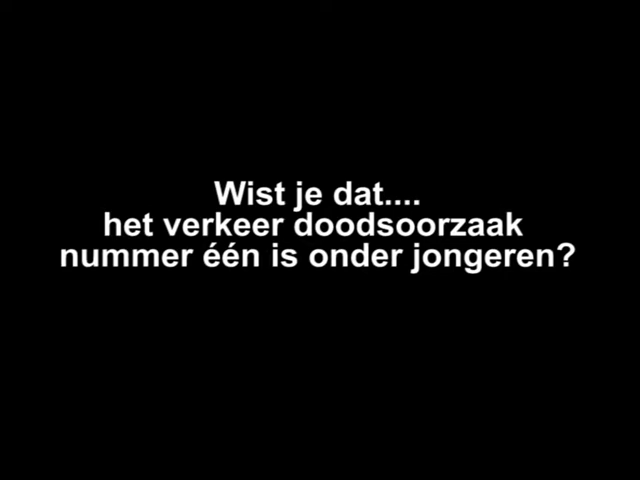 Wist je dat....
het verkeer doodsoorzaak
nummer één is onder jongeren?